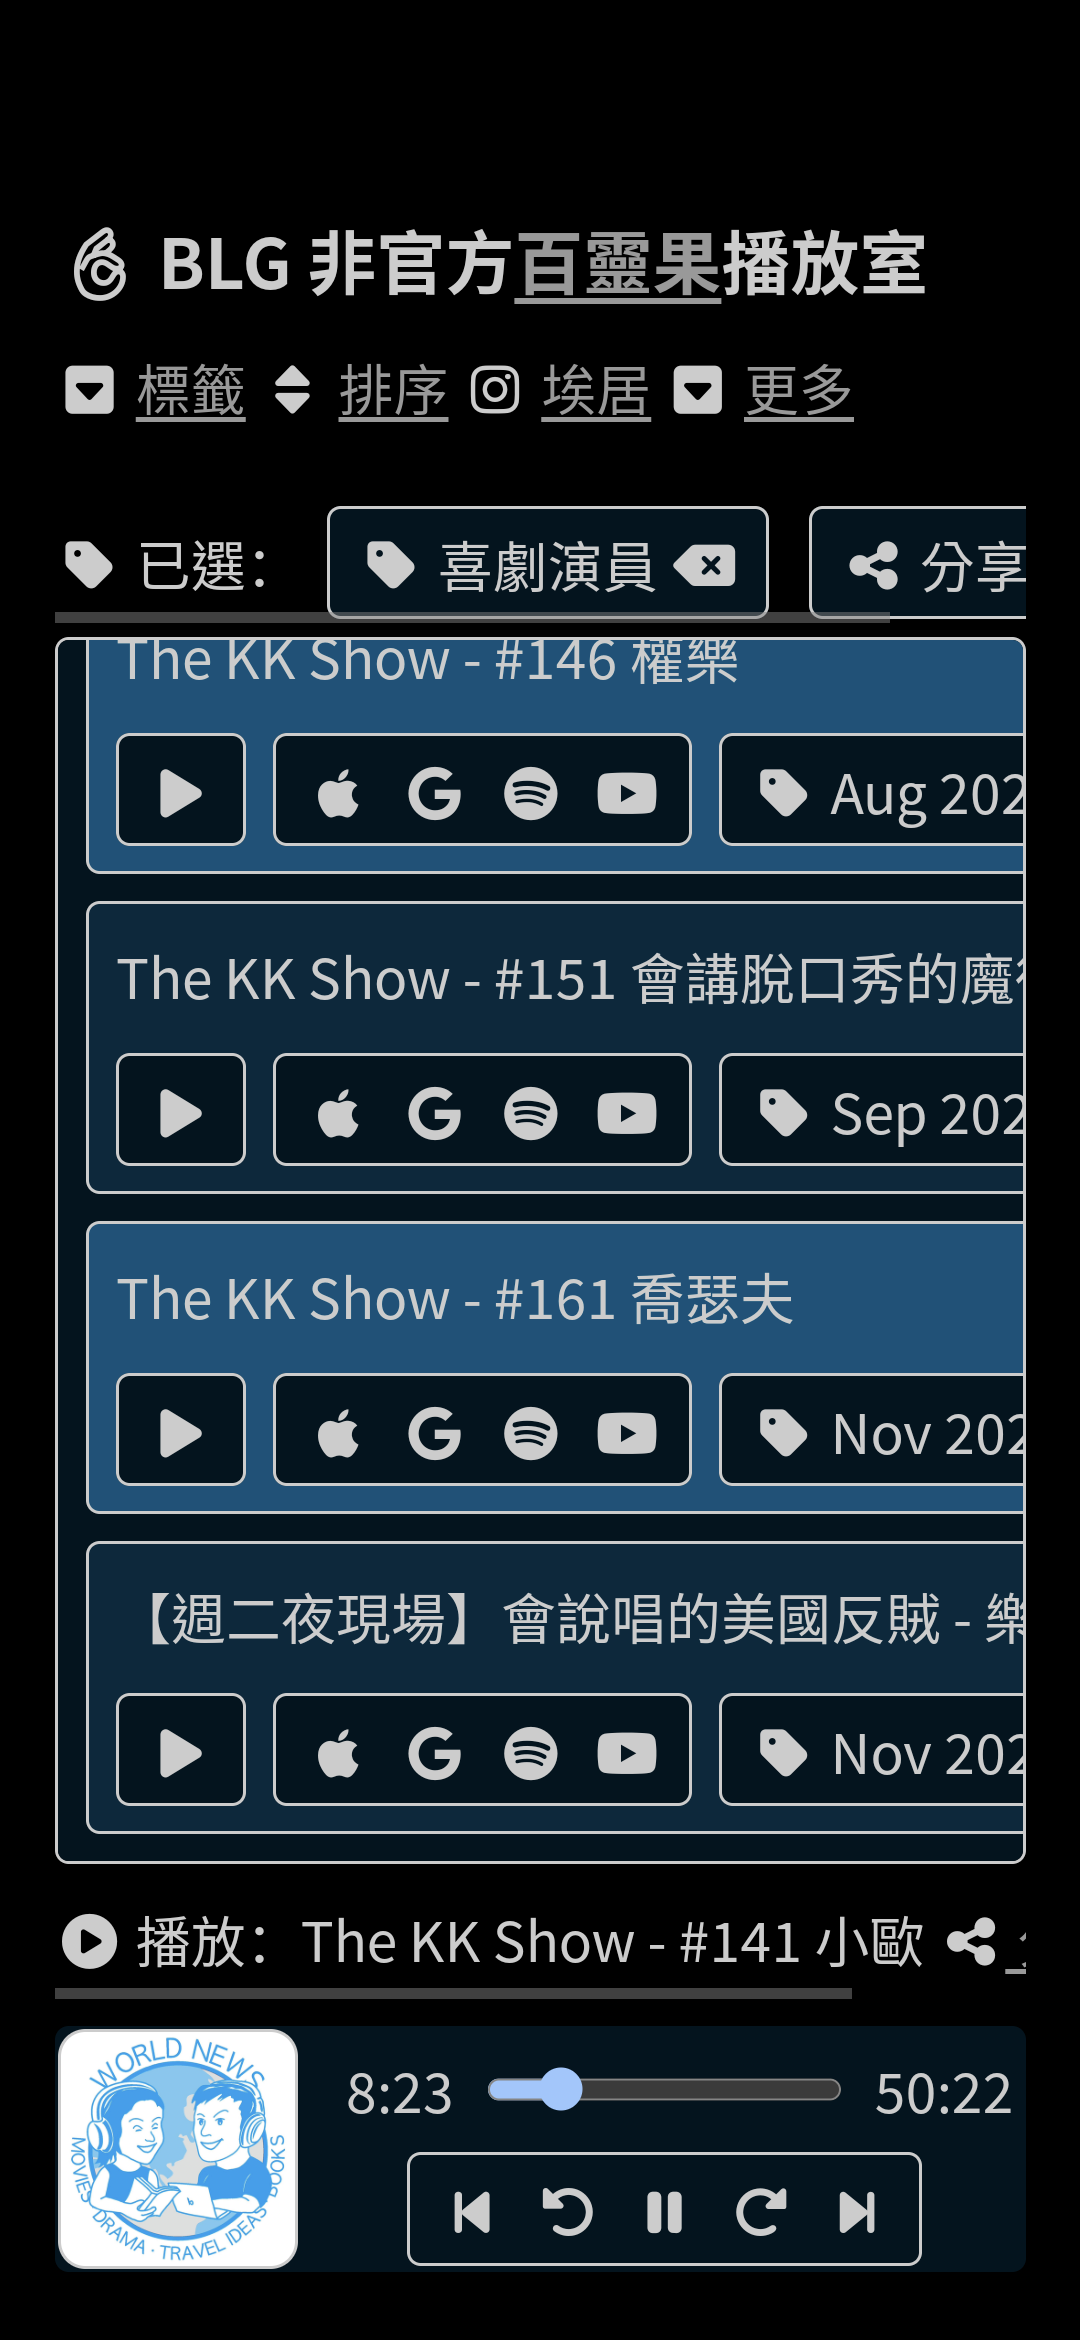 BLG 非官方百靈果播放室
標籤 排序 埃居 更多
已選： 喜劇演員 分享
The KK Show - #146 權樂
Aug 202
The KK Show - #151 會講脫口秀的魔
Sep 202
The KK Show - #161 喬瑟夫
Nov 202
【週二夜現場】會說唱的美國反賊 - 樂
Nov 202
播放：The KK Show - #141 小歐
WORLD NEWS
MOVIES · DRAMA · TRAVEL IDEAS · BOOKS
8:23 50:22